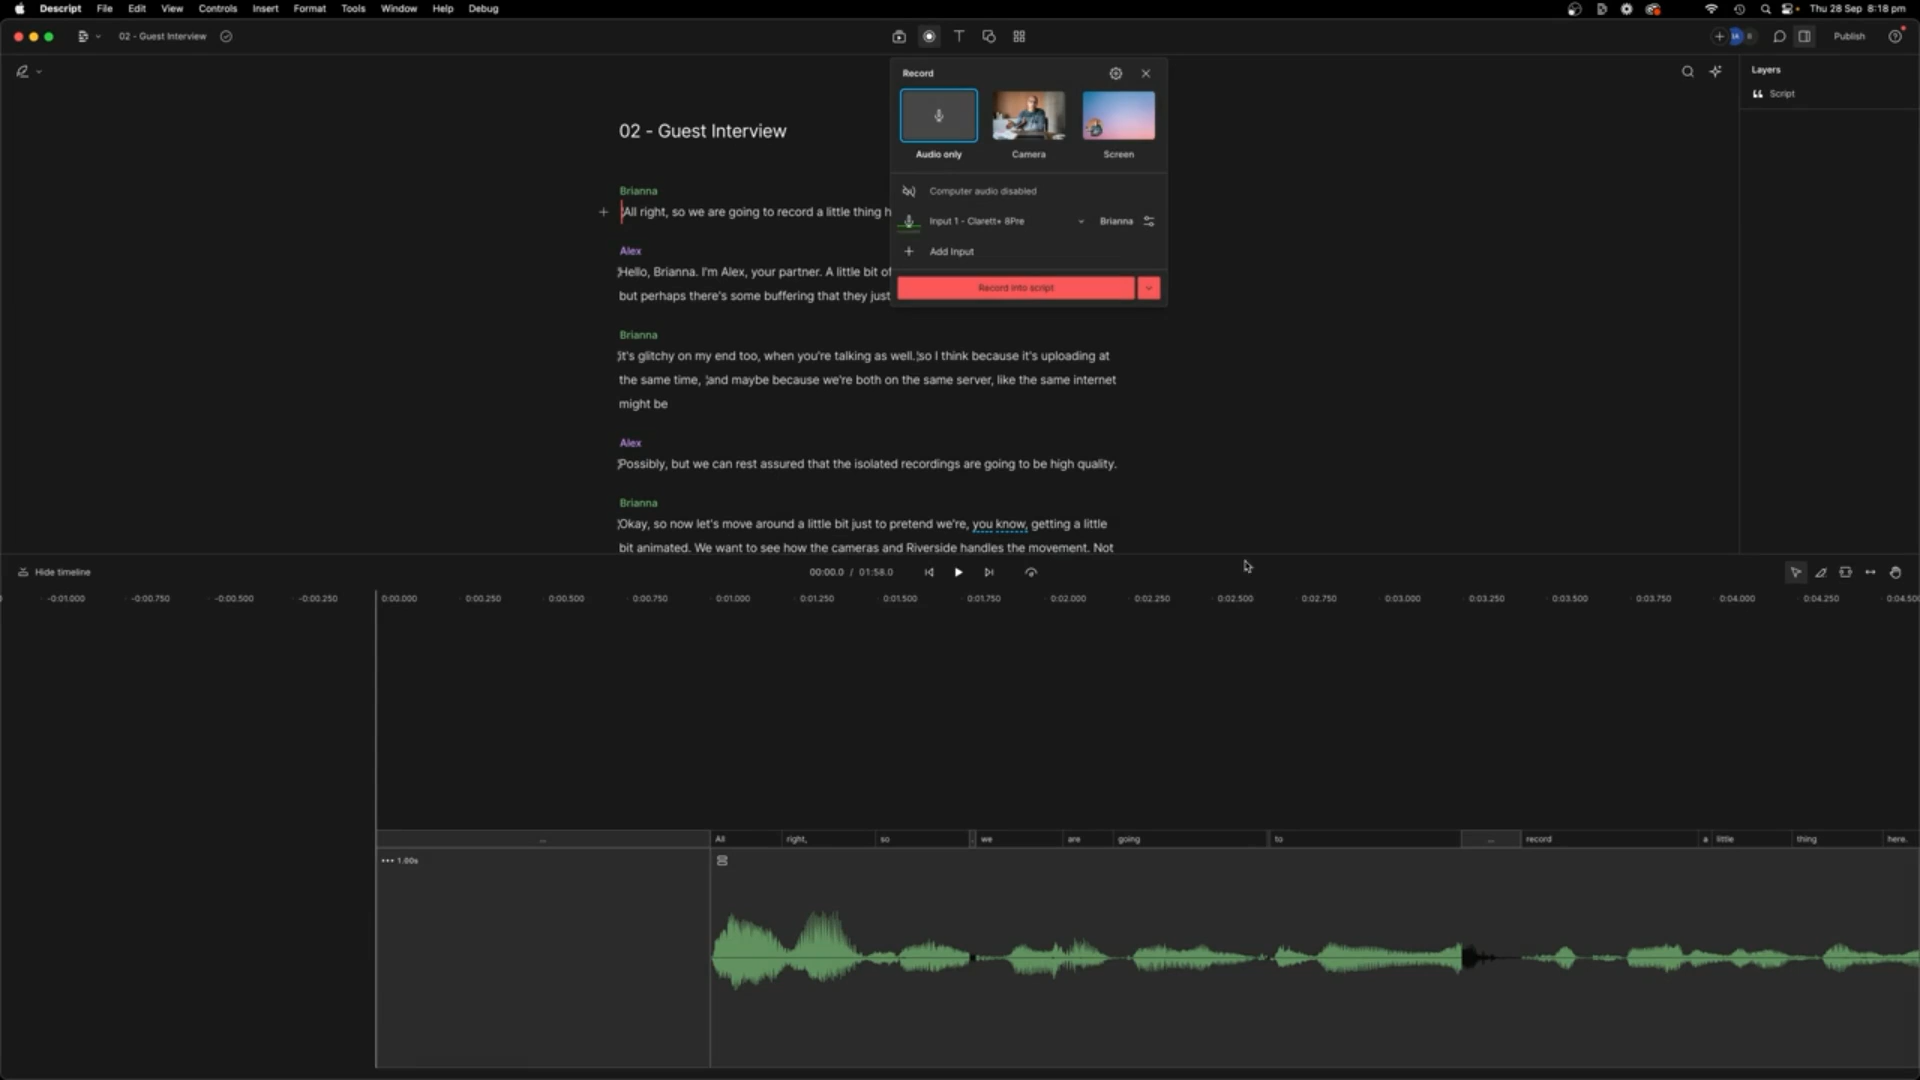 Descript File Edit View Controls Insert Format Tools Window Help Debug Thu 28 Sep 8:18 pm
02 - Guest Interview Publish
Record
Layers
Script
Audio only Camera Screen
02 - Guest Interview
Computer audio disabled
Brianna
All right, so we are going to record a little thing h
Input 1 - Clarett+ 8Pre Brianna
Add Input
Alex
Hello, Brianna. I'm Alex, your partner. A little bit of
but perhaps there's some buffering that they just
Record into script
Brianna
It's glitchy on my end too, when you're talking as well. so I think because it's uploading at
the same time, and maybe because we're both on the same server, like the same internet
might be
Alex
Possibly, but we can rest assured that the isolated recordings are going to be high quality.
Brianna
Okay, so now let's move around a little bit just to pretend we're, you know, getting a little
bit animated. We want to see how the cameras and Riverside handles the movement. Not
Hide timeline 00:00.0 / 01:58.0
-0:01.000 -0:00.750 -0:00.500 -0:00.250 0:00.000 0:00.250 0:00.500 0:00.750 0:01.000 0:01.250 0:01.500 0:01.750 0:02.000 0:02.250 0:02.500 0:02.750 0:03.000 0:03.250 0:03.500 0:03.750 0:04.000 0:04.250 0:04.500
... All right, so . we are going to ... record a little thing here.
••• 1.00s